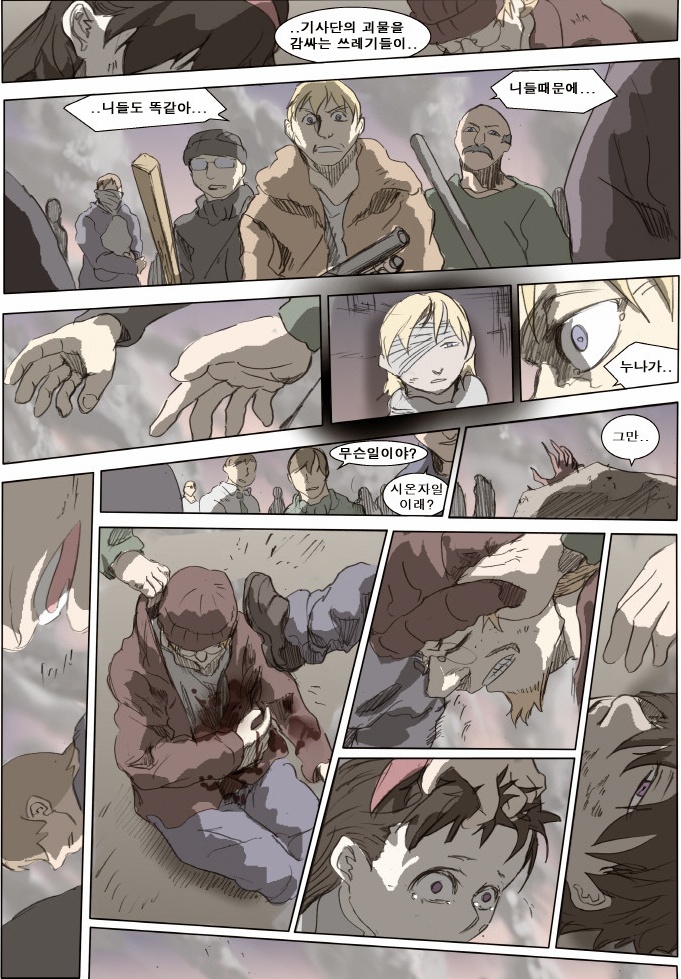 ..기사단의 괴물을
감싸는 쓰레기들이..
..니들도 똑같아...
니들때문에...
누나가..
무슨일이야?
시온자일
이래?
그만..